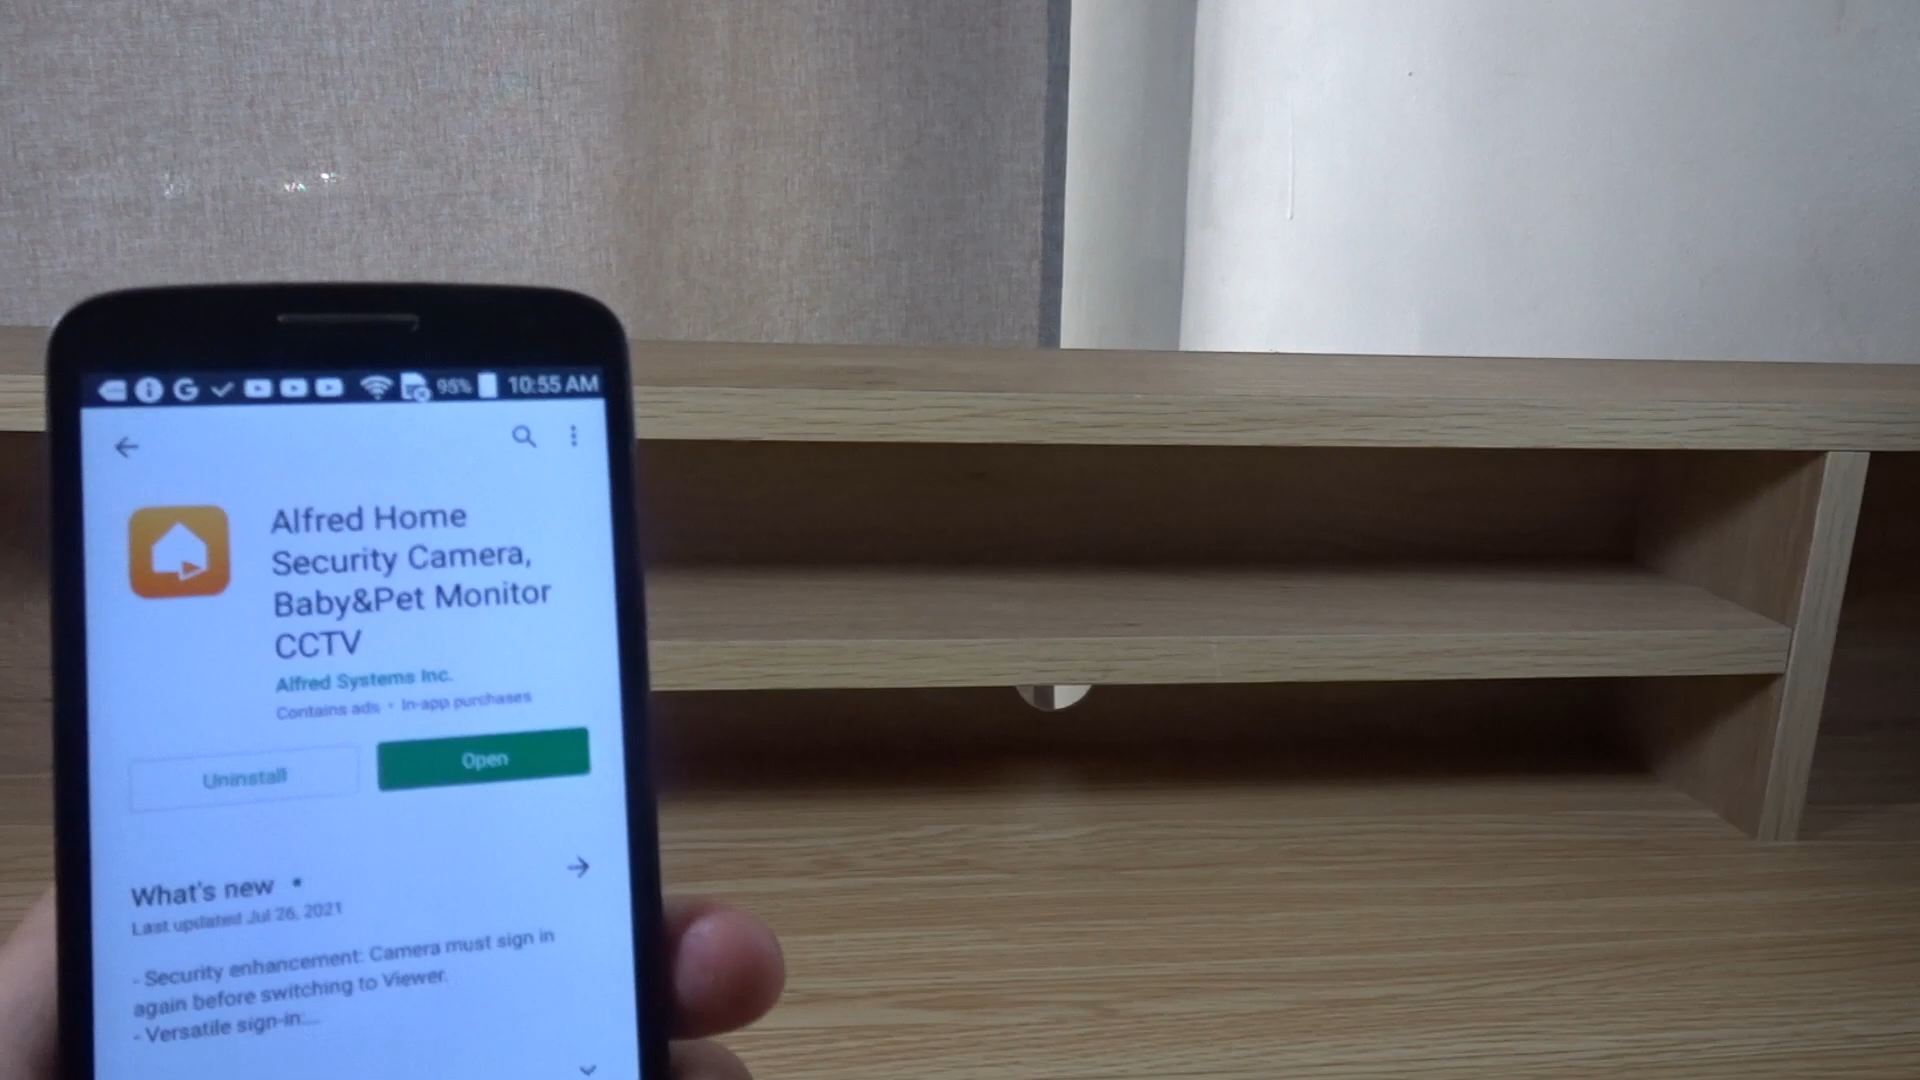 95% 10:55 AM
Alfred Home
Security Camera,
Baby&Pet Monitor
CCTV
Alfred Systems Inc.
Contains ads • In-app purchases
Uninstall
Open
What's new •
Last updated Jul 26, 2021
- Security enhancement: Camera must sign in
again before switching to Viewer.
- Versatile sign-in:...